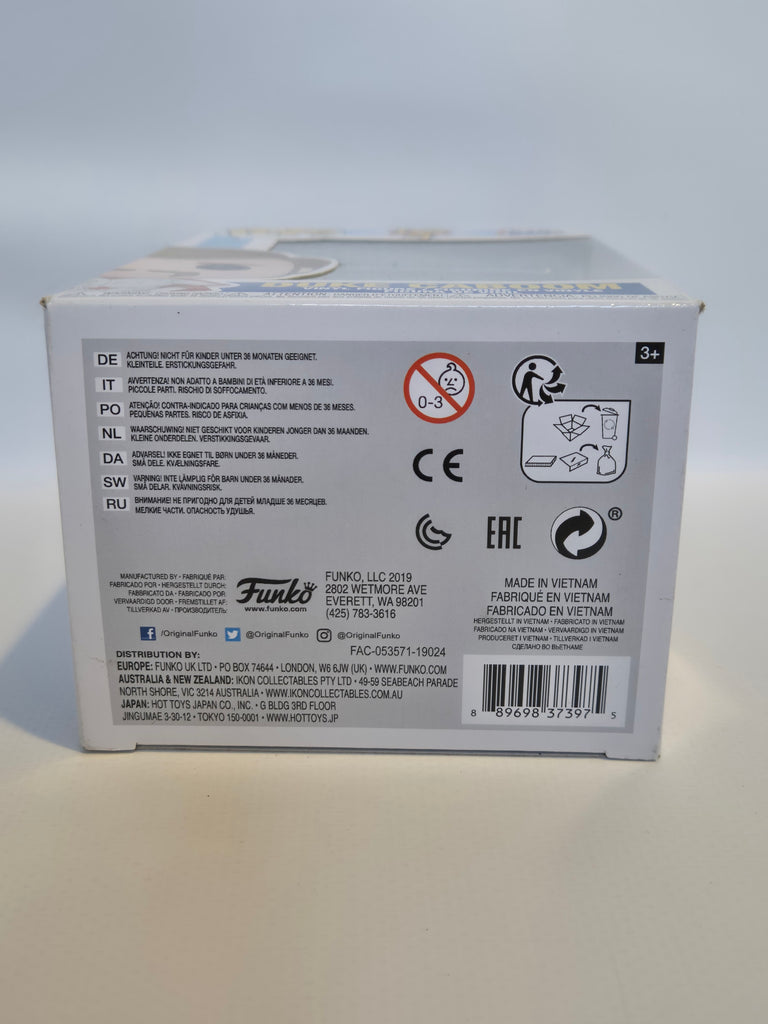 DUKE CABOOM
3+
DE ACHTUNG! NICHT FÜR KINDER UNTER 36 MONATEN GEEIGNET.
KLEINTEILE. ERSTICKUNGSGEFAHR.
IT AVVERTENZA! NON ADATTO A BAMBINI DI ETÀ INFERIORE A 36 MESI.
PICCOLE PARTI. RISCHIO DI SOFFOCAMENTO.
PO ATENÇÃO! CONTRA-INDICADO PARA CRIANÇAS COM MENOS DE 36 MESES.
PEQUENAS PARTES. RISCO DE ASFIXIA.
NL WAARSCHUWING! NIET GESCHIKT VOOR KINDEREN JONGER DAN 36 MAANDEN.
KLEINE ONDERDELEN. VERSTIKKINGSGEVAAR.
DA ADVARSEL! IKKE EGNET TIL BØRN UNDER 36 MÅNEDER.
SMÅ DELE. KVÆLNINGSFARE.
SW VARNING! INTE LÄMPLIG FÖR BARN UNDER 36 MÅNADER.
SMÅ DELAR. KVÄVNINGSRISK.
RU ВНИМАНИЕ! НЕ ПРИГОДНО ДЛЯ ДЕТЕЙ МЛАДШЕ 36 МЕСЯЦЕВ.
МЕЛКИЕ ЧАСТИ. ОПАСНОСТЬ УДУШЬЯ.
0-3
CE
EAC
®
MANUFACTURED BY • FABRIQUÉ PAR:
FABRICADO POR • HERGESTELLT DURCH:
FABBRICTAO DA • FABRICADO POR:
VERVAARDIGD DOOR • FREMSTILLET AF:
TILLVERKAD AV • ПРОИЗВОДИТЕЛЬ:
Funko
www.funko.com
FUNKO, LLC 2019
2802 WETMORE AVE
EVERETT, WA 98201
(425) 783-3616
/OriginalFunko @OriginalFunko @OriginalFunko
FAC-053571-19024
DISTRIBUTION BY:
EUROPE: FUNKO UK LTD • PO BOX 74644 • LONDON, W6 6JW (UK) • WWW.FUNKO.COM
AUSTRALIA & NEW ZEALAND: IKON COLLECTABLES PTY LTD • 49-59 SEABEACH PARADE
NORTH SHORE, VIC 3214 AUSTRALIA • WWW.IKONCOLLECTABLES.COM.AU
JAPAN: HOT TOYS JAPAN CO., INC. • G BLDG 3RD FLOOR
JINGUMAE 3-30-12 • TOKYO 150-0001 • WWW.HOTTOYS.JP
MADE IN VIETNAM
FABRIQUÉ EN VIETNAM
FABRICADO EN VIETNAM
HERGESTELLT IN VIETNAM • FABBRICATO IN VIETNAM
FABRICADO NA VIETNAM • VERVAARDIGD IN VIETNAM
PRODUCERET I VIETNAM • TILLVERKAD I VIETNAM
СДЕЛАНО ВО ВЬЕТНАМЕ
8 89698 37397 5